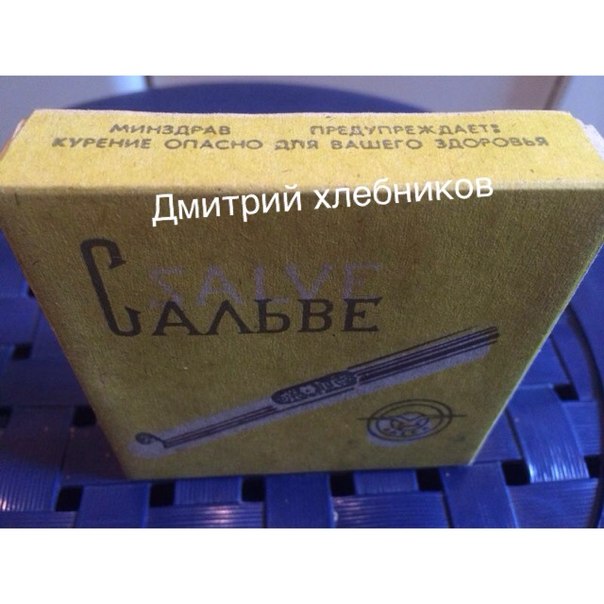 МИНЗДРАВ ПРЕДУПРЕЖДАЕТ:
КУРЕНИЕ ОПАСНО ДЛЯ ВАШЕГО ЗДОРОВЬЯ
Дмитрий хлебников
SALVE
САЛЬВЕ